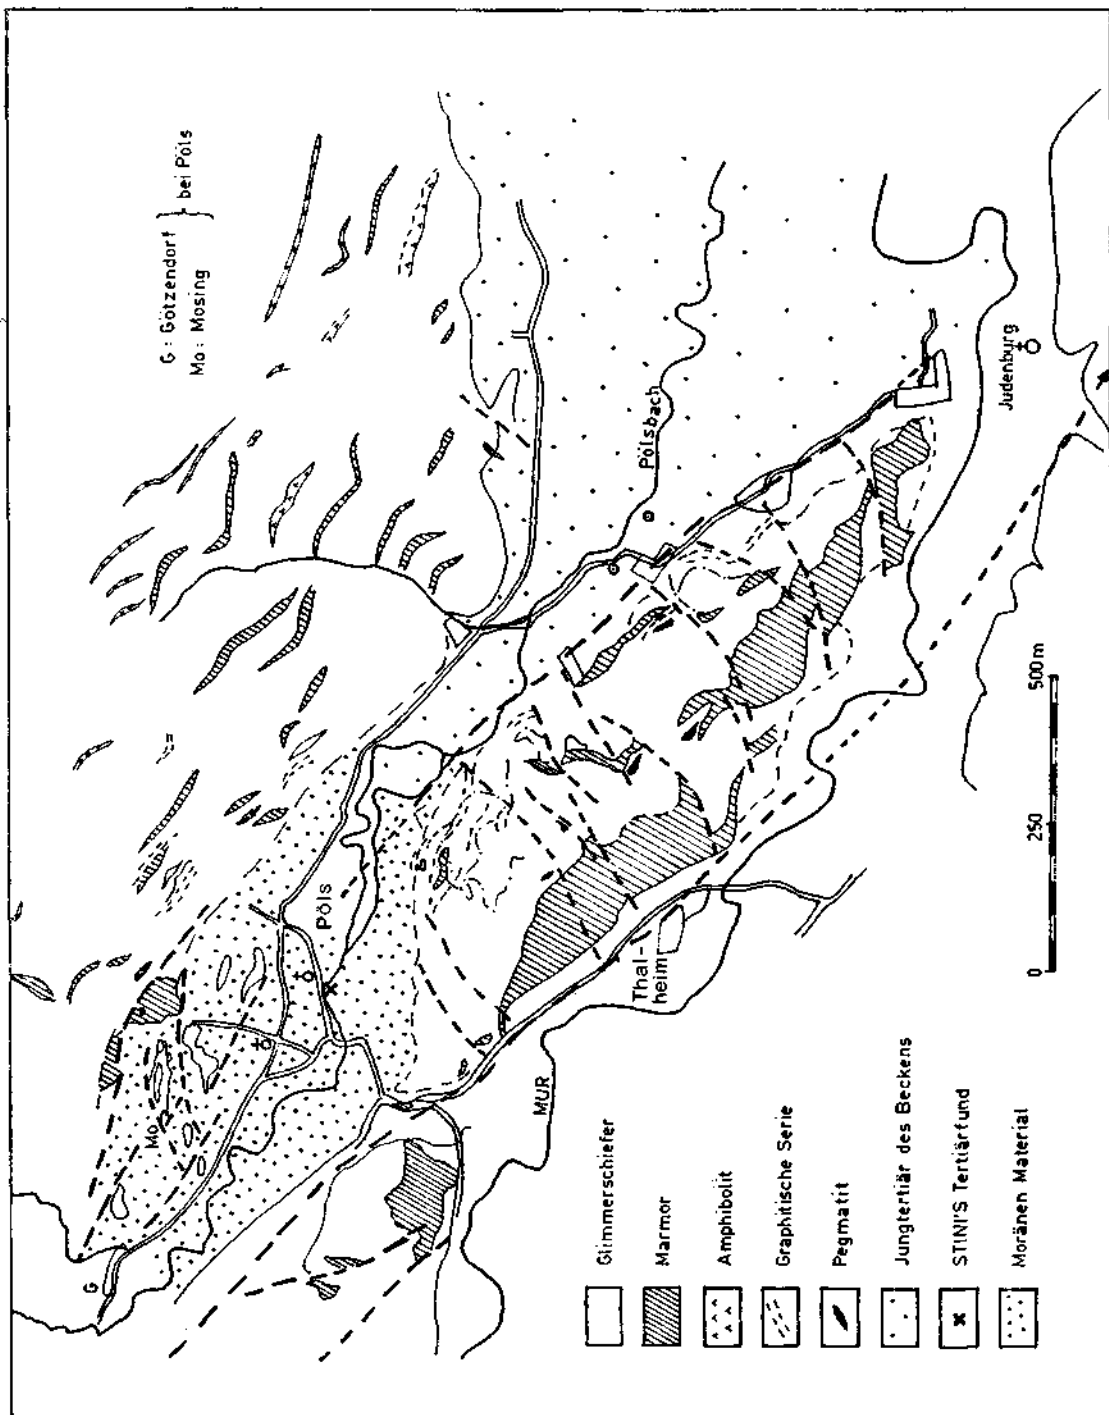 G : Götzendorf
Mo : Mosing
} bei Pöls
Pölsbach
Judenburg
Pöls
Mo
G
Thal-
heim
MUR
0 250 500 m
Glimmerschiefer
Marmor
Amphibolit
Graphitische Serie
Pegmatit
Jungtertiär des Beckens
STINI'S Tertiärfund
Moränen Material